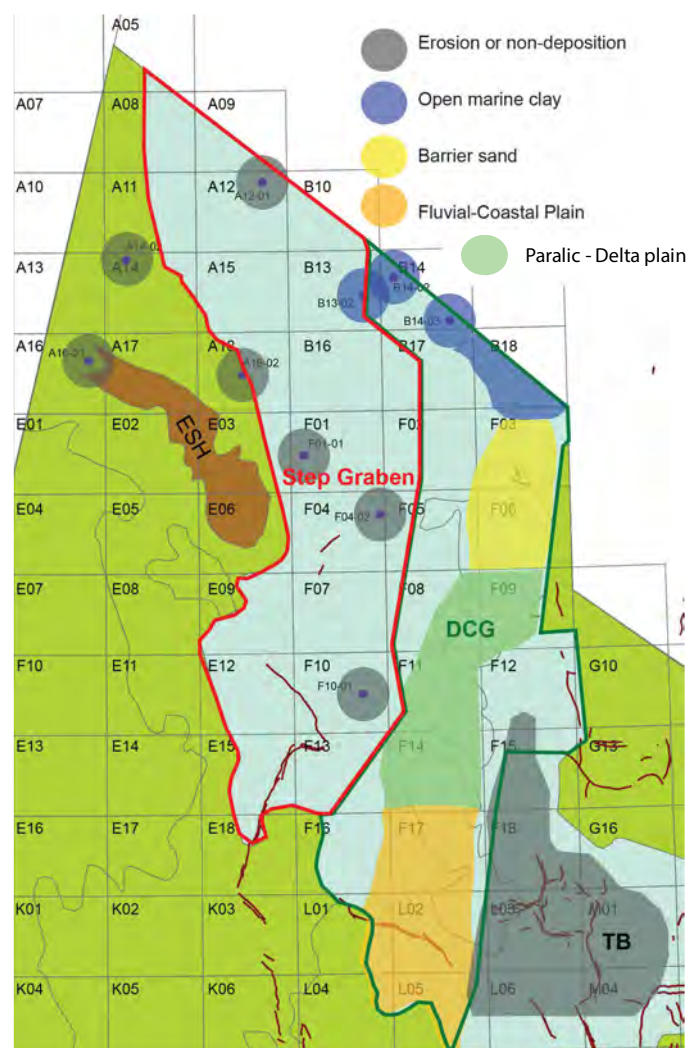 A05
Erosion or non-deposition
A07
A08
A09
Open marine clay
Barrier sand
A10
A11
A12
B10
A12-01
Fluvial-Coastal Plain
Paralic - Delta plain
A14-02
A13
A14
A15
B13
B14
B14-02
B13-02
B14-03
A16
A17
A18
B16
B17
B18
A16-01
A18-02
E01
E02
E03
F01
F02
F03
ESH
F01-01
Step Graben
E04
E05
E06
F04
F05
F06
F04-02
E07
E08
E09
F07
F08
F09
DCG
F10
E11
E12
F10
F11
F12
G10
F10-01
E13
E14
E15
F13
F14
F15
G13
E16
E17
E18
F16
F17
F18
G16
K01
K02
K03
L01
L02
L03
M01
TB
K04
K05
K06
L04
L05
L06
M04